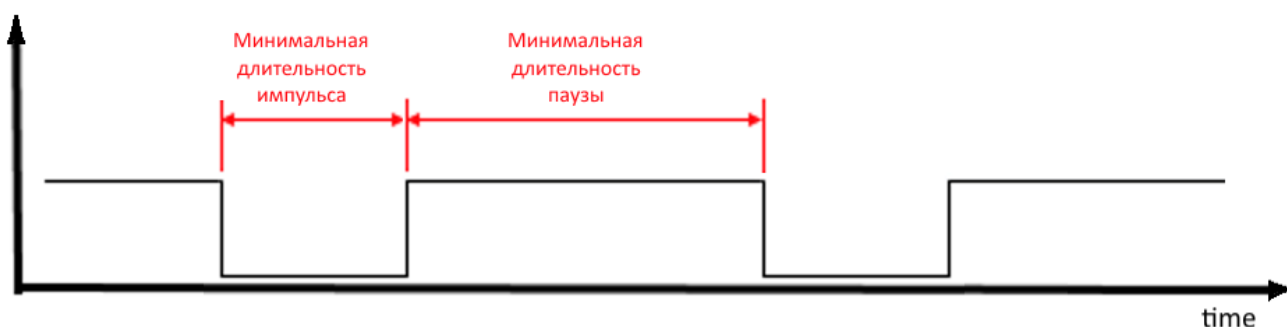 Минимальная
длительность
импульса
Минимальная
длительность
паузы
time